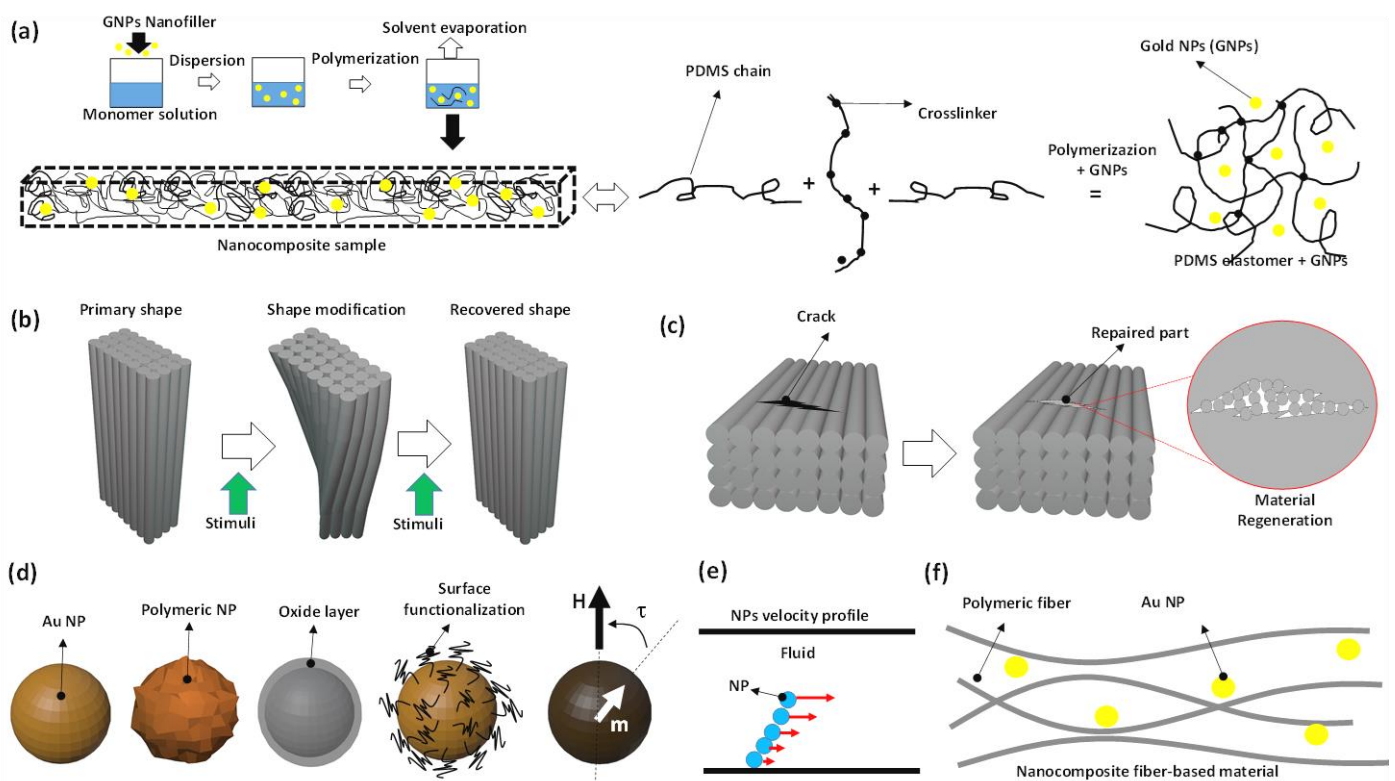 (a)
GNPs Nanofiller
Dispersion
Monomer solution
Polymerization
Solvent evaporation
Nanocomposite sample
PDMS chain
+
Crosslinker
+
Polymerizazion
+ GNPs
=
Gold NPs (GNPs)
PDMS elastomer + GNPs
(b)
Primary shape
Shape modification
Recovered shape
Stimuli
Stimuli
(c)
Crack
Repaired part
Material
Regeneration
(d)
Au NP
Polymeric NP
Oxide layer
Surface
functionalization
H
τ
m
(e)
NPs velocity profile
Fluid
NP
(f)
Polymeric fiber
Au NP
Nanocomposite fiber-based material